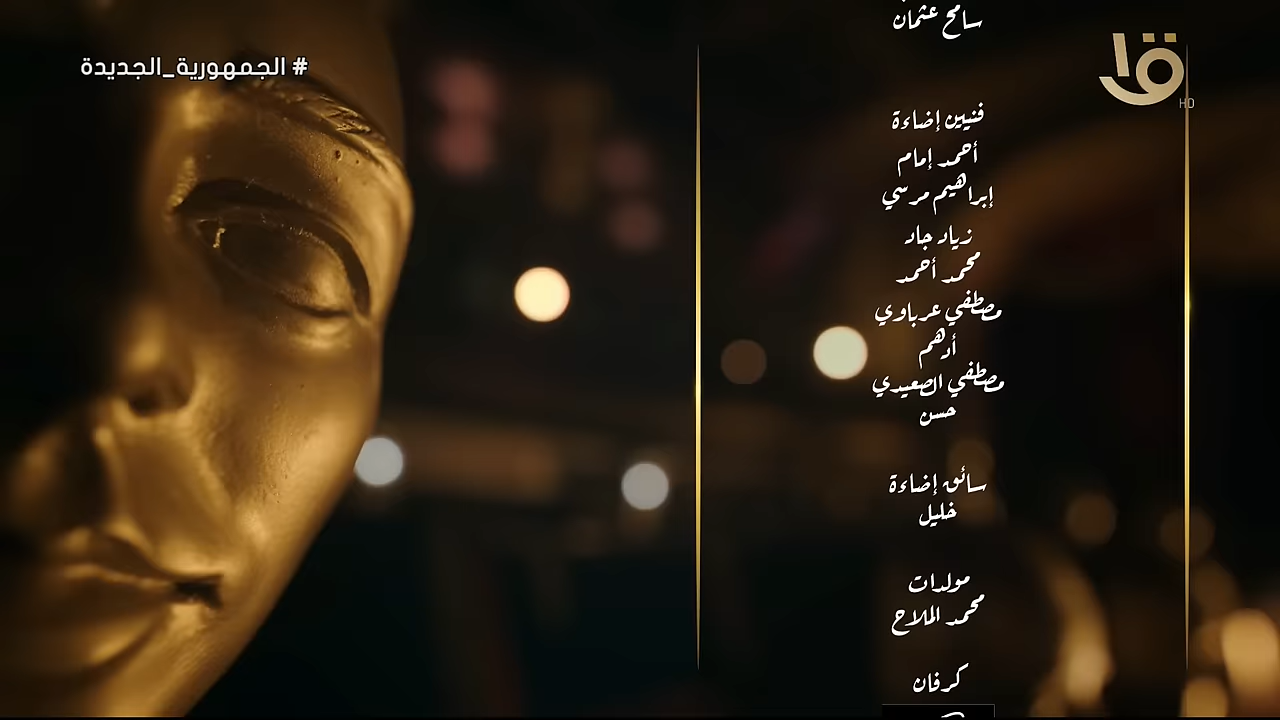 سامح عثمان
# الجمهورية_الجديدة
HD
فنيين إضاءة
أحمد إمام
إبراهيم مرسي
زياد جاد
محمد أحمد
مصطفي عرباوي
أدهم
مصطفي الصعيدي
حسن
سائق إضاءة
خليل
مولدات
محمد الملاح
كرفان